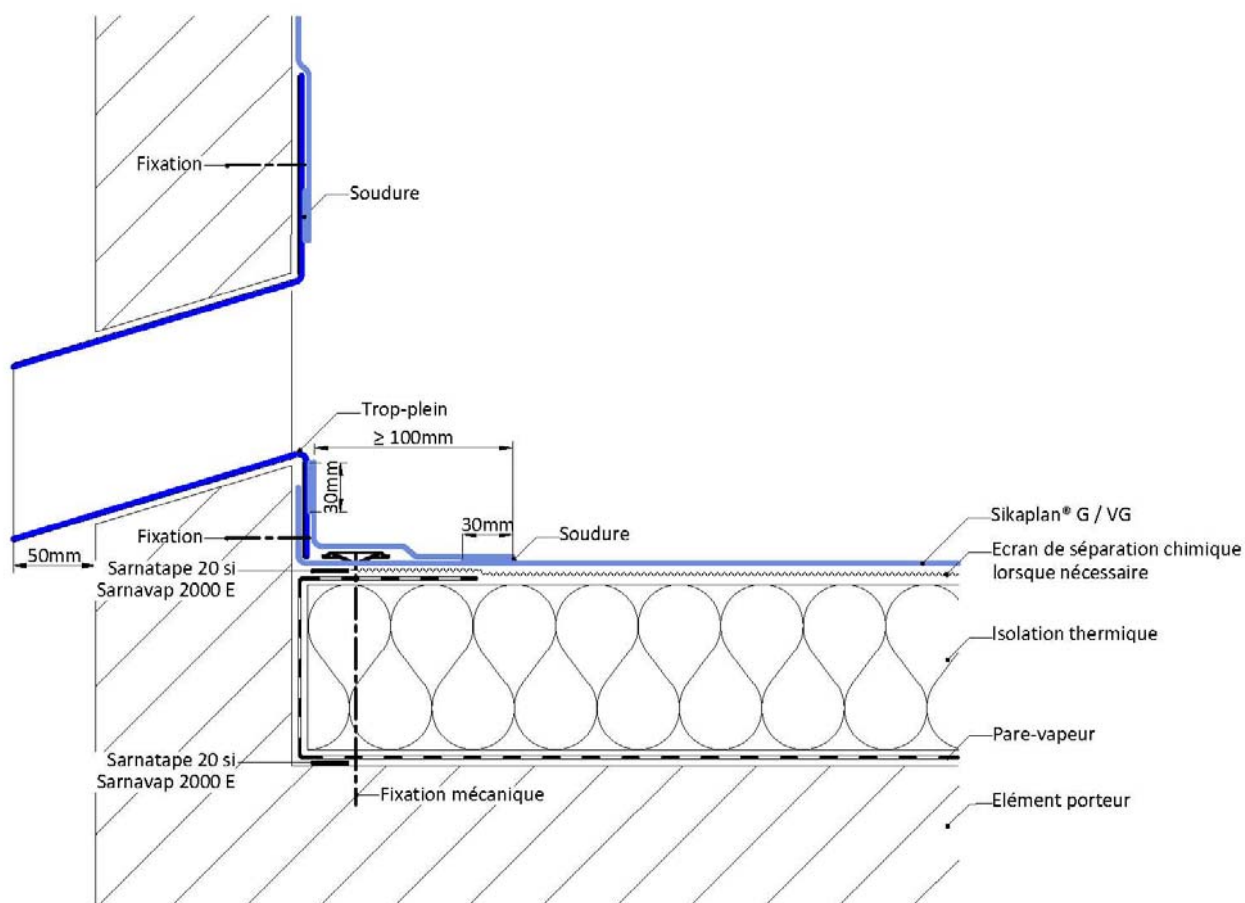 Fixation
Soudure
Trop-plein
≥ 100mm
30mm
30mm
Soudure
Fixation
50mm
Sikaplan® G / VG
Ecran de séparation chimique
lorsque nécessaire
Sarnatape 20 si
Sarnavap 2000 E
Isolation thermique
Pare-vapeur
Sarnatape 20 si
Sarnavap 2000 E
Fixation mécanique
Elément porteur